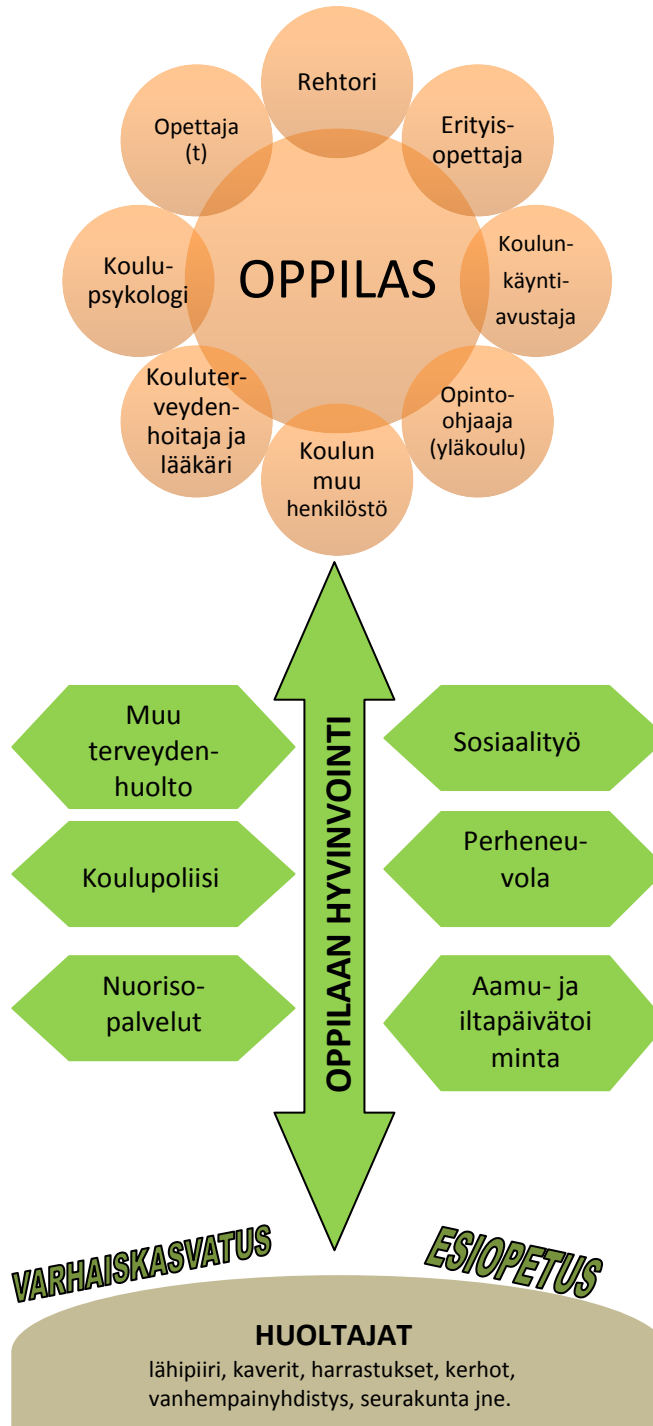 Rehtori
Opettaja
(t)
Erityis-
opettaja
Koulu-
psykologi
OPPILAS
Koulun-
käynti-
avustaja
Kouluter-
veyden-
hoitaja ja
lääkäri
Opinto-
ohjaaja
(yläkoulu)
Koulun
muu
henkilöstö
OPPILAAN HYVINVOINTI
Muu
terveyden-
huolto
Sosiaalityö
Koulupoliisi
Perheneu-
vola
Nuoriso-
palvelut
Aamu- ja
iltapäivätoi
minta
VARHAISKASVATUS
ESIOPETUS
HUOLTAJAT
lähipiiri, kaverit, harrastukset, kerhot,
vanhempainyhdistys, seurakunta jne.